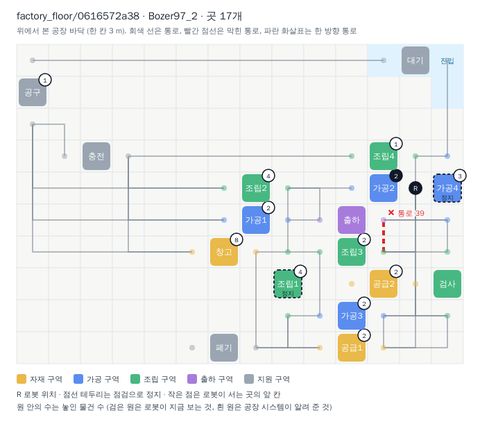 factory_floor/0616572a38 · Bozer97_2 · 곳 17개
위에서 본 공장 바닥 (한 칸 3 m). 회색 선은 통로, 빨간 점선은 막힌 통로, 파란 화살표는 한 방향 통로
대기
1
공구
1
충전
조립4
4
조립2
2
가공2
R
3
가공4
정지
2
가공1
출하
✕ 통로 39
8
창고
2
조립3
4
조립1
정지
2
공급2
검사
2
가공3
2
공급1
폐기
자재 구역
가공 구역
조립 구역
출하 구역
지원 구역
R 로봇 위치 · 점선 테두리는 점검으로 정지 · 작은 점은 로봇이 서는 곳의 앞 칸
원 안의 수는 놓인 물건 수 (검은 원은 로봇이 지금 보는 것, 흰 원은 공장 시스템이 알려 준 것)